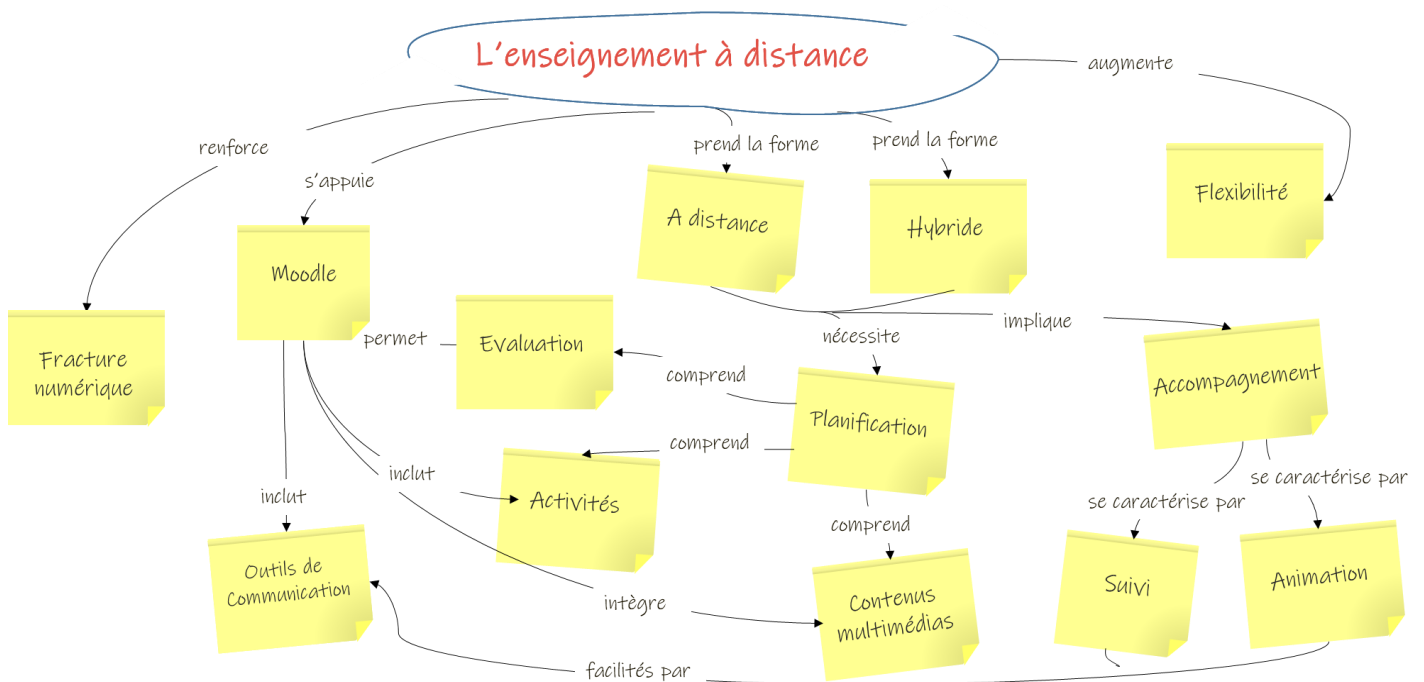 L'enseignement à distance
augmente
renforce
s'appuie
prend la forme
prend la forme
Flexibilité
A distance
Hybride
Moodle
Fracture
numérique
permet
Evaluation
nécessite
implique
comprend
Accompagnement
Planification
comprend
inclut
inclut
Activités
se caractérise par
se caractérise par
comprend
Outils de
Communication
intègre
Contenus
multimédias
Suivi
Animation
facilités par